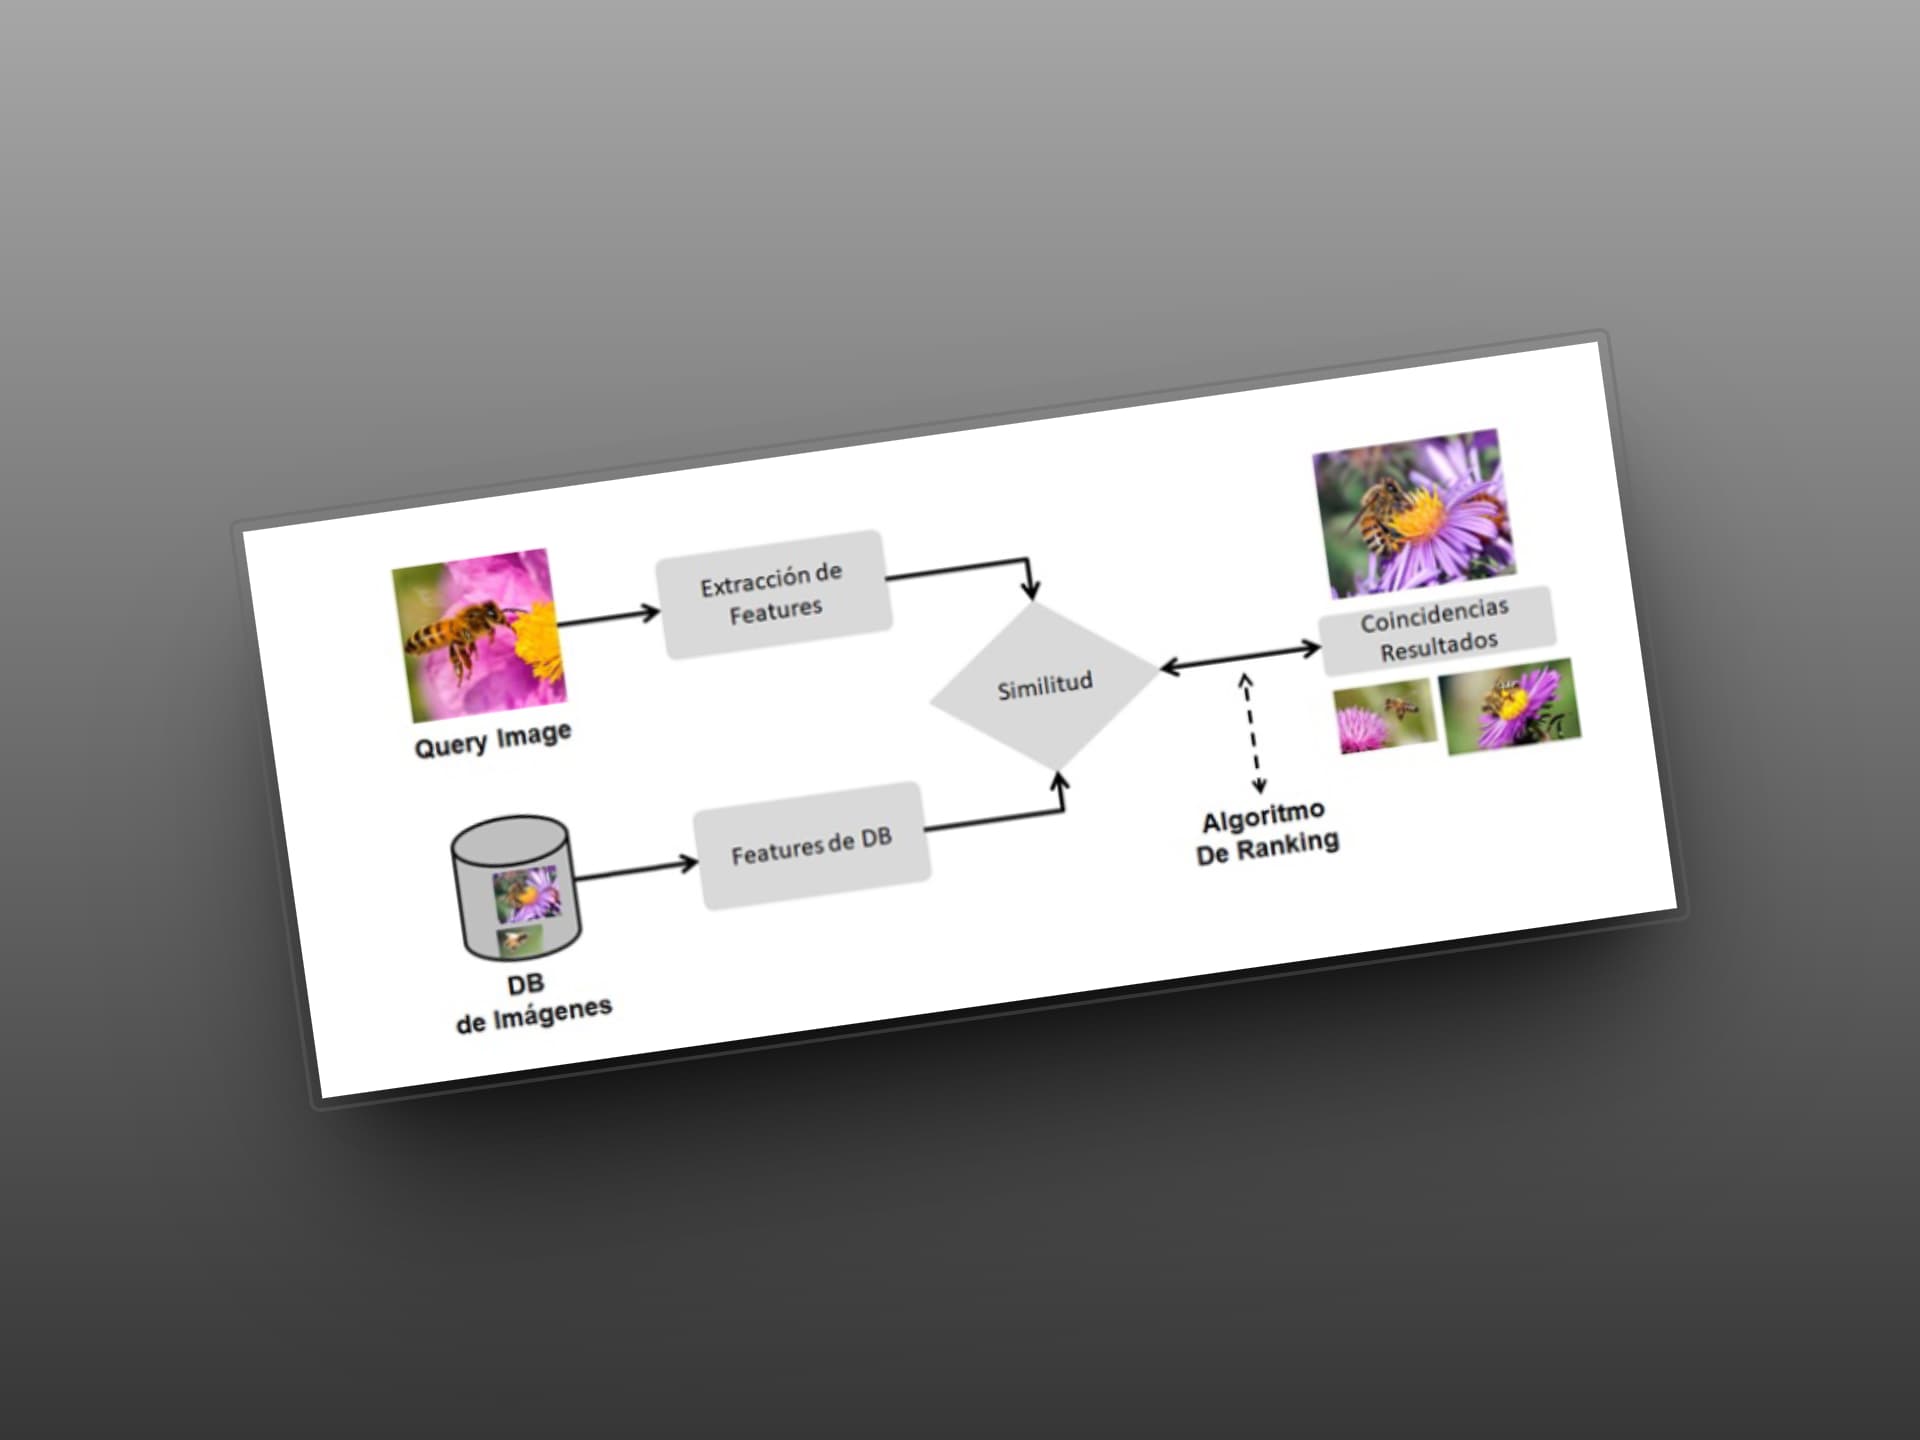 Extracción de
Features
Query Image
Similitud
Coincidencias
Resultados
Features de DB
Algoritmo
De Ranking
DB
de Imágenes